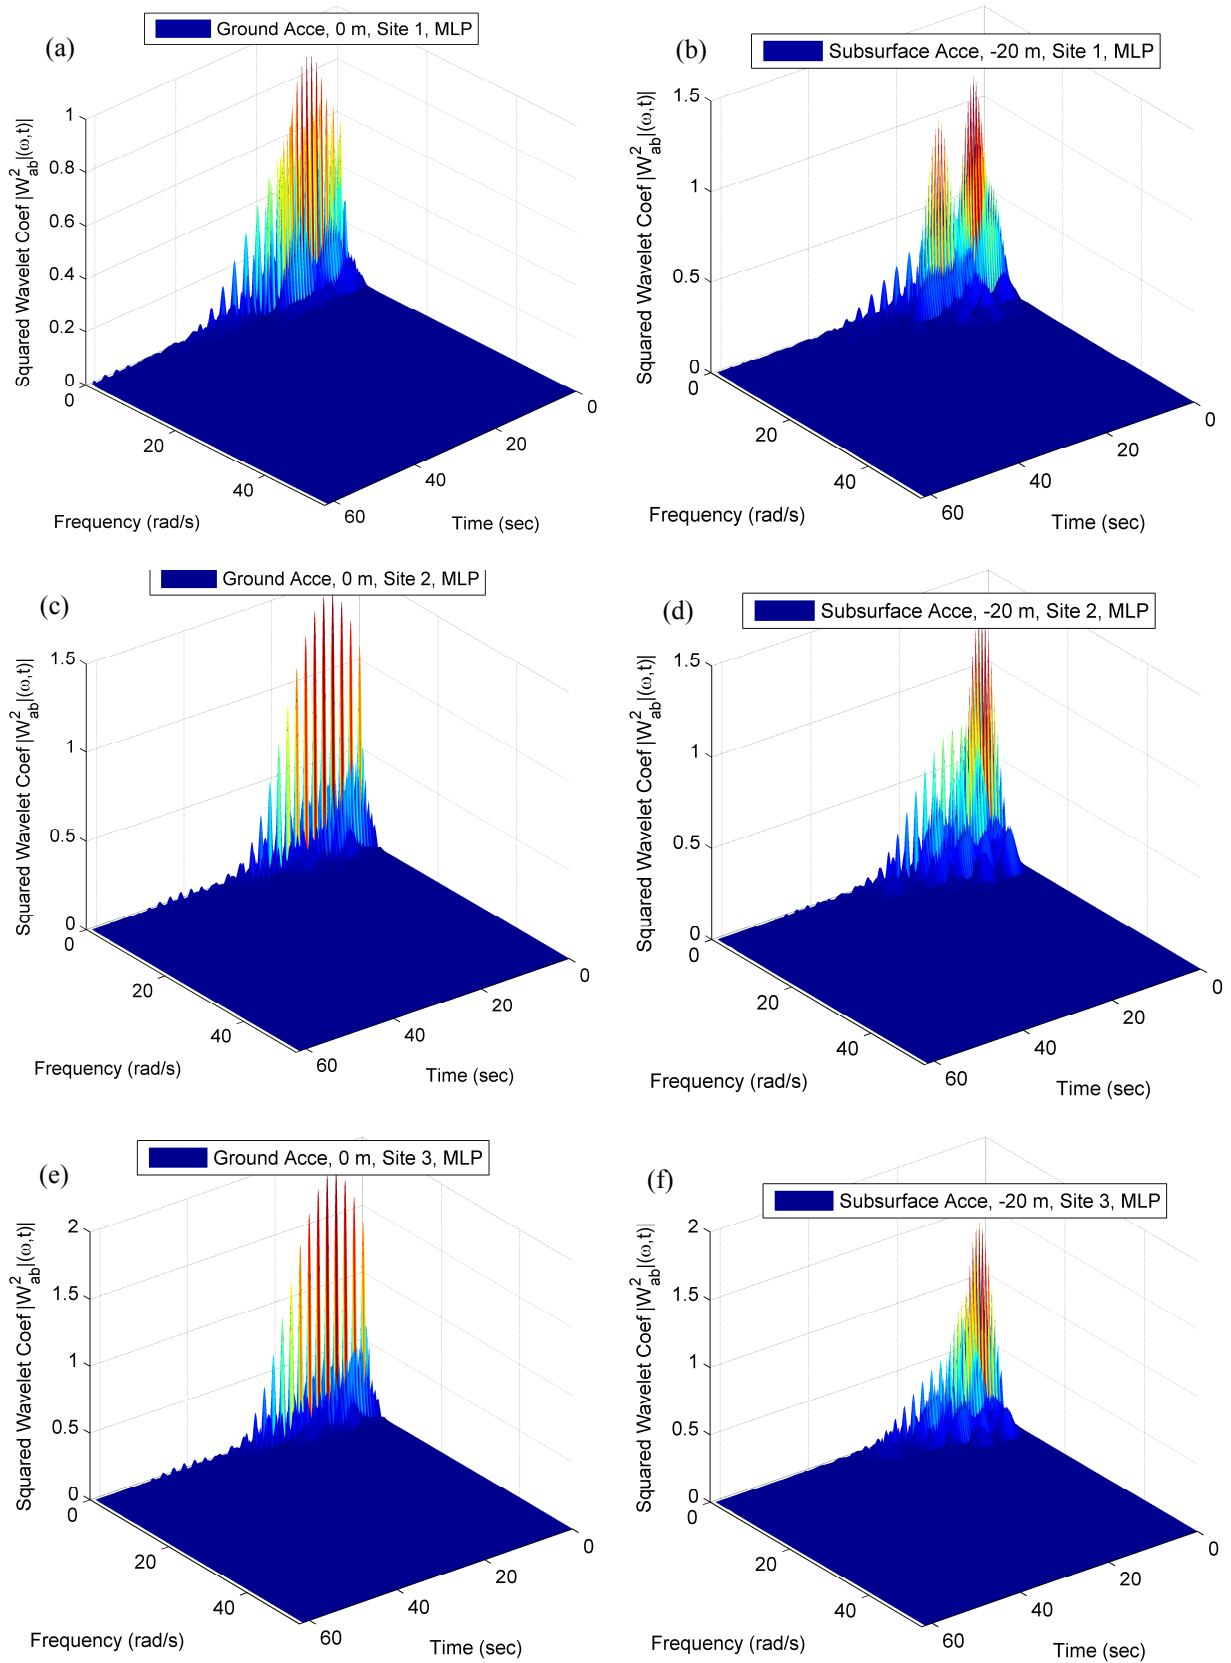 (a)
Ground Acce, 0 m, Site 1, MLP
Squared Wavelet Coef |W²ab|(ω,t)|
1
0.8
0.6
0.4
0.2
0
0
20
40
Frequency (rad/s)
60
40
20
0
Time (sec)
(b)
Subsurface Acce, -20 m, Site 1, MLP
Squared Wavelet Coef |W²ab|(ω,t)|
1.5
1
0.5
0
0
20
40
Frequency (rad/s)
60
40
20
0
Time (sec)
(c)
Ground Acce, 0 m, Site 2, MLP
Squared Wavelet Coef |W²ab|(ω,t)|
1.5
1
0.5
0
0
20
40
Frequency (rad/s)
60
40
20
0
Time (sec)
(d)
Subsurface Acce, -20 m, Site 2, MLP
Squared Wavelet Coef |W²ab|(ω,t)|
1.5
1
0.5
0
0
20
40
Frequency (rad/s)
60
40
20
0
Time (sec)
(e)
Ground Acce, 0 m, Site 3, MLP
Squared Wavelet Coef |W²ab|(ω,t)|
2
1.5
1
0.5
0
0
20
40
Frequency (rad/s)
60
40
20
0
Time (sec)
(f)
Subsurface Acce, -20 m, Site 3, MLP
Squared Wavelet Coef |W²ab|(ω,t)|
2
1.5
1
0.5
0
0
20
40
Frequency (rad/s)
60
40
20
0
Time (sec)